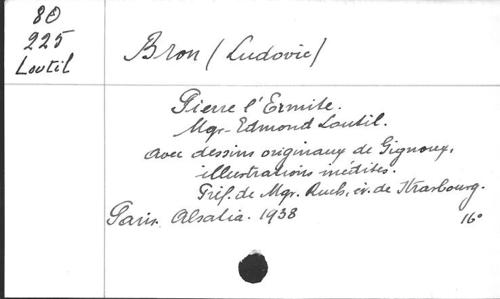 80
225
Loutil
Bron (Ludovic)
Pierre l'Ermite.
Mgr Edmond Loutil.
Avec dessins originaux de Gignoux,
illustrations inédites.
Préf. de Mgr. Ruch, év. de Strasbourg.
Paris. Alsatia. 1938
16°